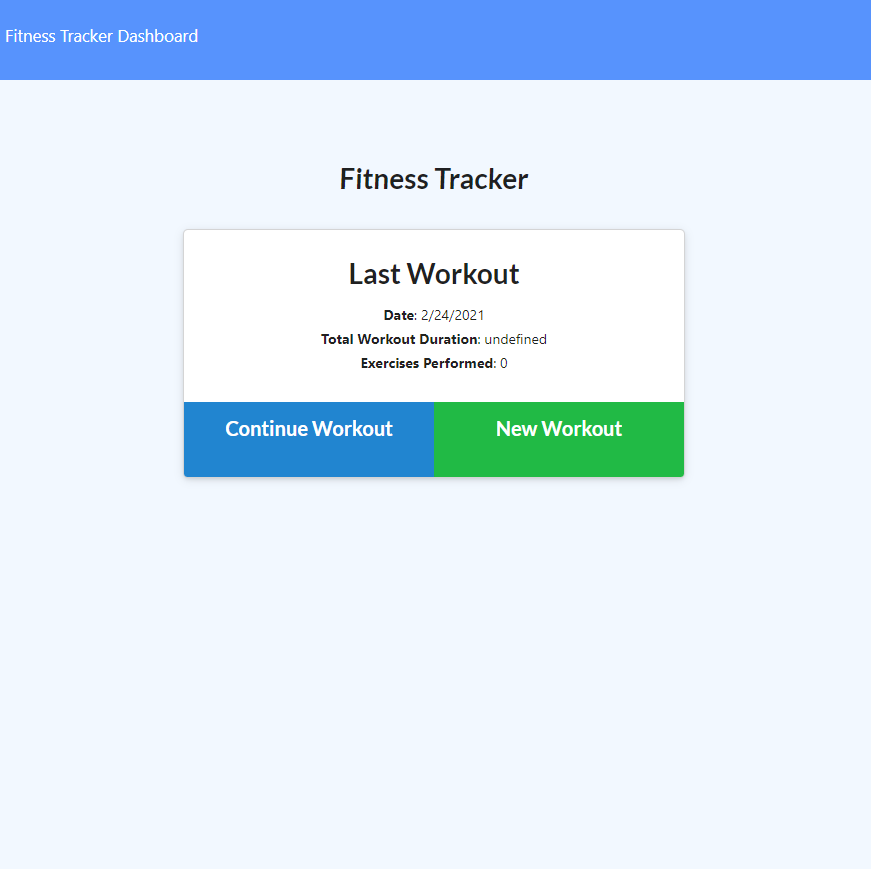 Fitness Tracker Dashboard
Fitness Tracker
Last Workout
Date: 2/24/2021
Total Workout Duration: undefined
Exercises Performed: 0
Continue Workout New Workout